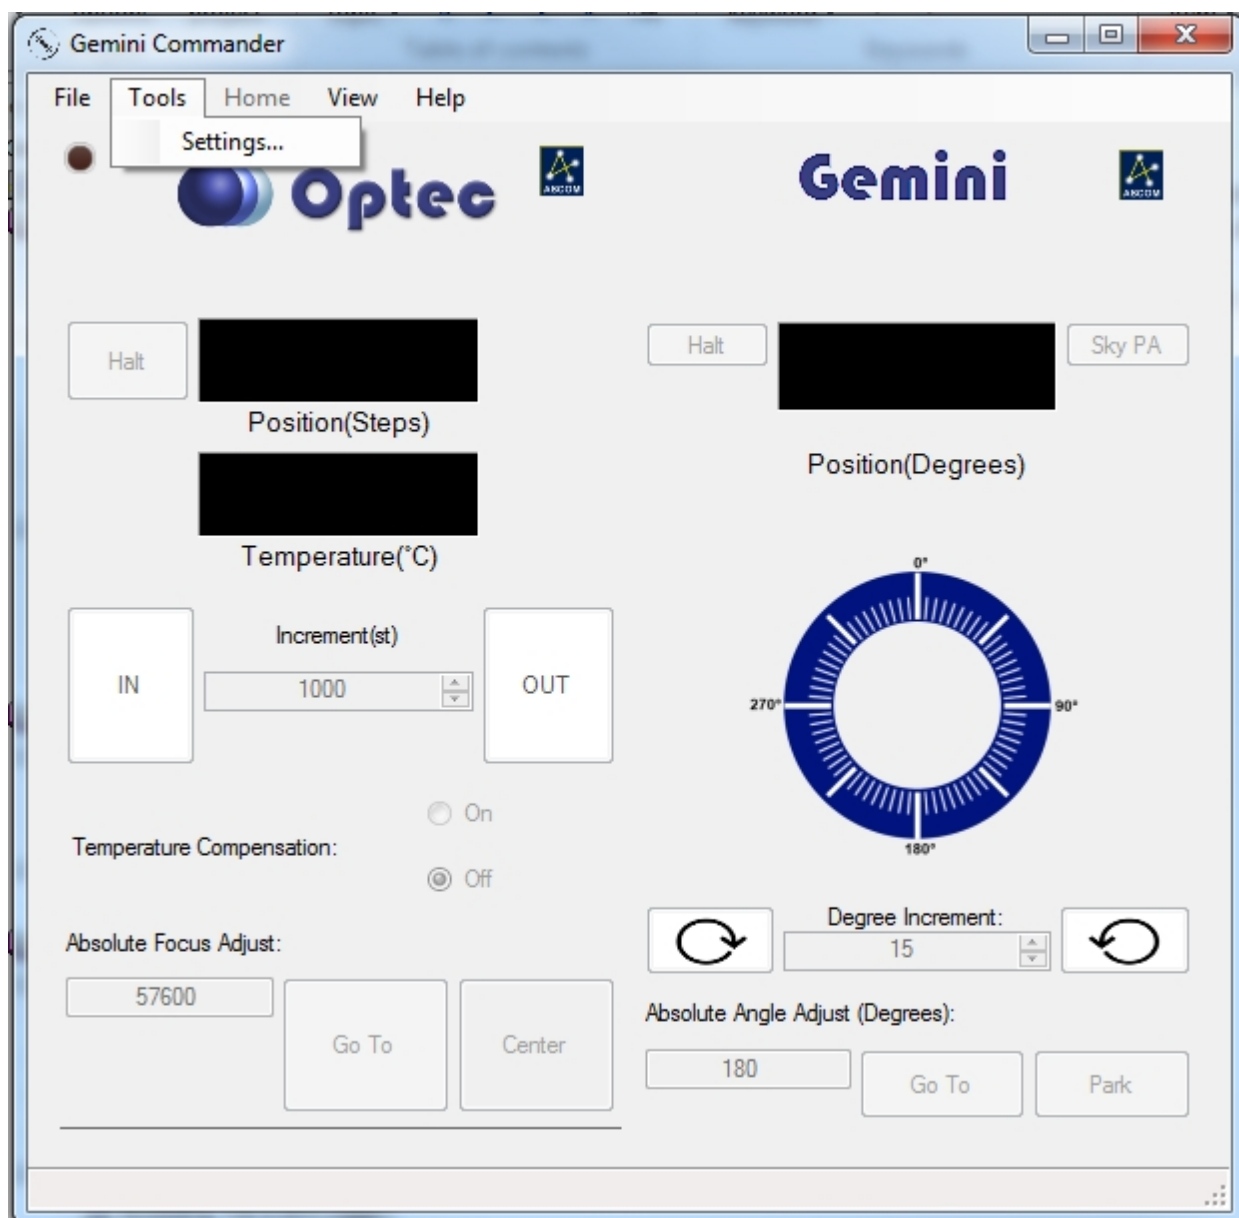 Gemini Commander
File Tools Home View Help
Settings...
Optec
ASCOM
Gemini
ASCOM
Halt
Position(Steps)
Temperature(°C)
Halt
Sky PA
Position(Degrees)
IN
Increment(st)
1000
OUT
0°
270°
90°
180°
Temperature Compensation:
On
Off
Absolute Focus Adjust:
57600
Go To
Center
Degree Increment:
15
Absolute Angle Adjust (Degrees):
180
Go To
Park